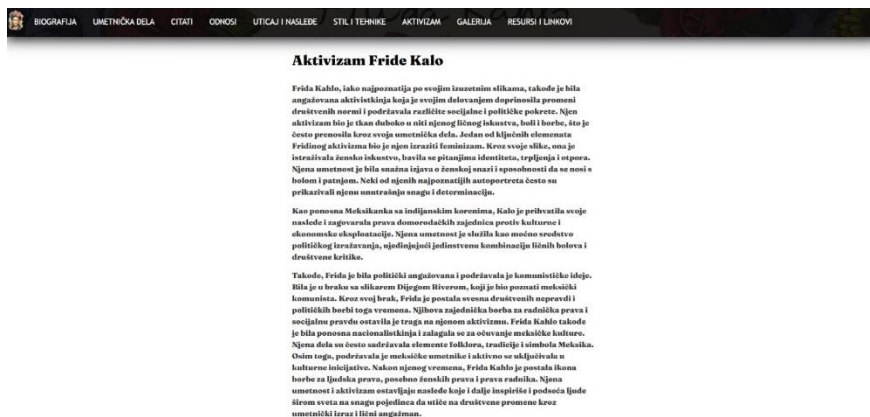 BIOGRAFIJA UMETNIČKA DELA CITATI ODNOSI UTICAJ I NASLEĐE STIL I TEHNIKE AKTIVIZAM GALERIJA RESURSI I LINKOVI
Aktivizam Fride Kalo
Frida Kahlo, iako najpoznatija po svojim izuzetnim slikama, takođe je bila
angažovana aktivistkinja koja je svojim delovanjem doprinosila promeni
društvenih normi i podržavala različite socijalne i političke pokrete. Njen
aktivizam bio je tkan duboko u niti njenog ličnog iskustva, boli i borbe, što je
često prenosila kroz svoja umetnička dela. Jedan od ključnih elemenata
Fridinog aktivizma bio je njen izraziti feminizam. Kroz svoje slike, ona je
istraživala žensko iskustvo, bavila se pitanjima identiteta, trpljenja i otpora.
Njena umetnost je bila snažna izjava o ženskoj snazi i sposobnosti da se nosi s
bolom i patnjom. Neki od njenih najpoznatijih autoportreta često su
prikazivali njenu unutrašnju snagu i determinaciju.
Kao ponosna Meksikanka sa indijanskim korenima, Kalo je prihvatila svoje
nasleđe i zagovarala prava domorodačkih zajednica protiv kulturne i
ekonomske eksploatacije. Njena umetnost je služila kao moćno sredstvo
političkog izražavanja, ujedinjujući jedinstvenu kombinaciju ličnih bolova i
društvene kritike.
Takođe, Frida je bila politički angažovana i podržavala je komunističke ideje.
Bila je u braku sa slikarem Dijegom Riverom, koji je bio poznati meksički
komunista. Kroz svoj brak, Frida je postala svesna društvenih nepravdi i
političkih borbi toga vremena. Njihova zajednička borba za radnička prava i
socijalnu pravdu ostavila je traga na njenom aktivizmu. Frida Kahlo takođe
je bila ponosna nacionalistkinja i zalagala se za očuvanje meksičke kulture.
Njena dela su često sadržavala elemente folklora, tradicije i simbola Meksika.
Osim toga, podržavala je meksičke umetnike i aktivno se uključivala u
kulturne inicijative. Nakon njenog vremena, Frida Kahlo je postala ikona
borbe za ljudska prava, posebno ženskih prava i prava radnika. Njena
umetnost i aktivizam ostavljaju nasleđe koje i dalje inspiriše i podseća ljude
širom sveta na snagu pojedinca da utiče na društvene promene kroz
umetnički izraz i lični angažman.